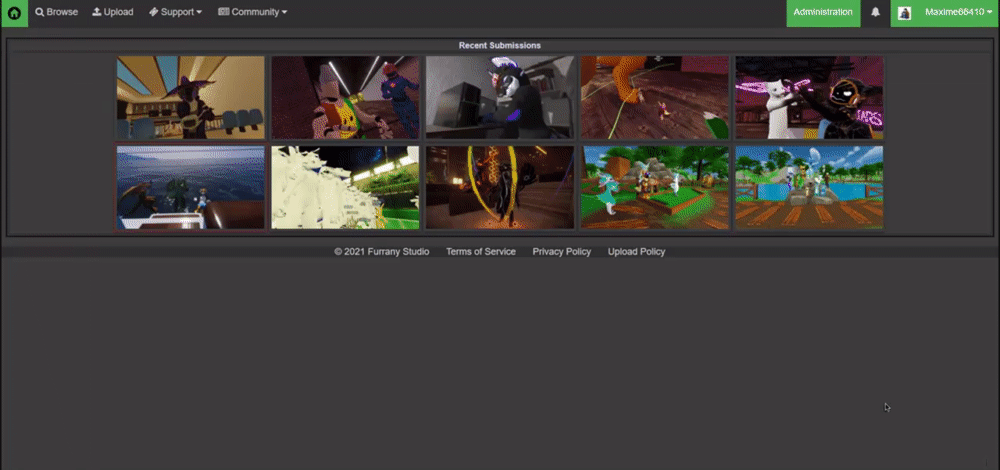 Browse Upload Support Community Administration Maxime66410
Recent Submissions
© 2021 Furrany Studio Terms of Service Privacy Policy Upload Policy